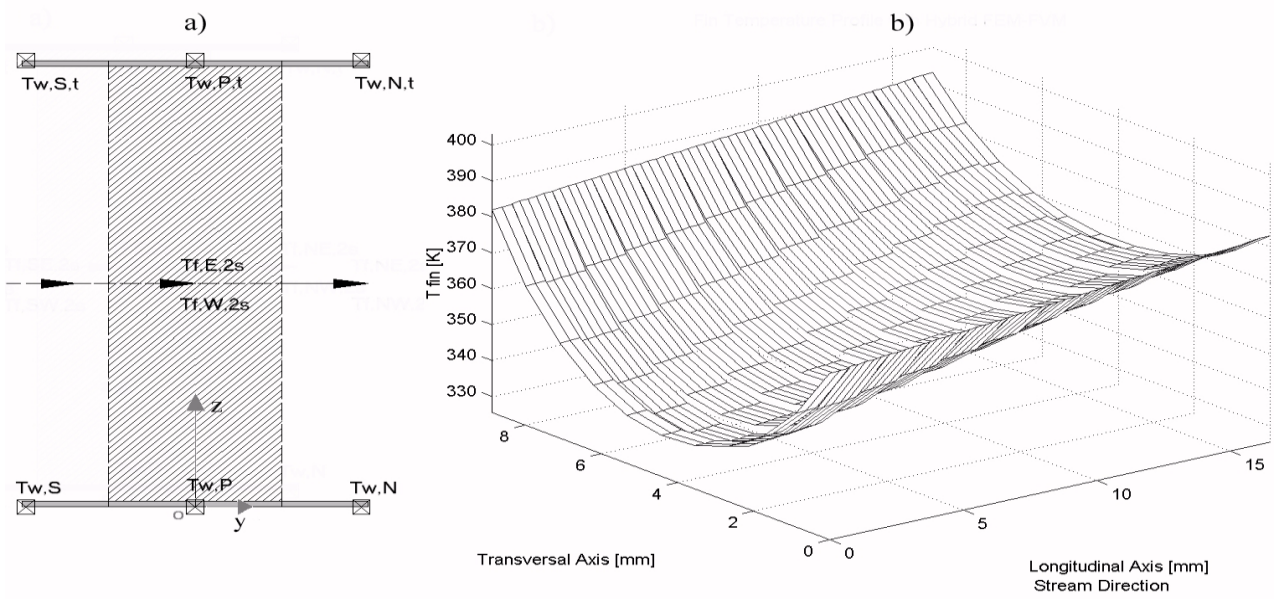 a)
Tw,S,t
Tw,P,t
Tw,N,t
Tf,E,2s
Tf,W,2s
z
Tw,S
Tw,P
Tw,N
o
y
b)
T fin [K]
400
390
380
370
360
350
340
330
8
6
4
2
0
0
5
10
15
Transversal Axis [mm]
Longitudinal Axis [mm]
Stream Direction